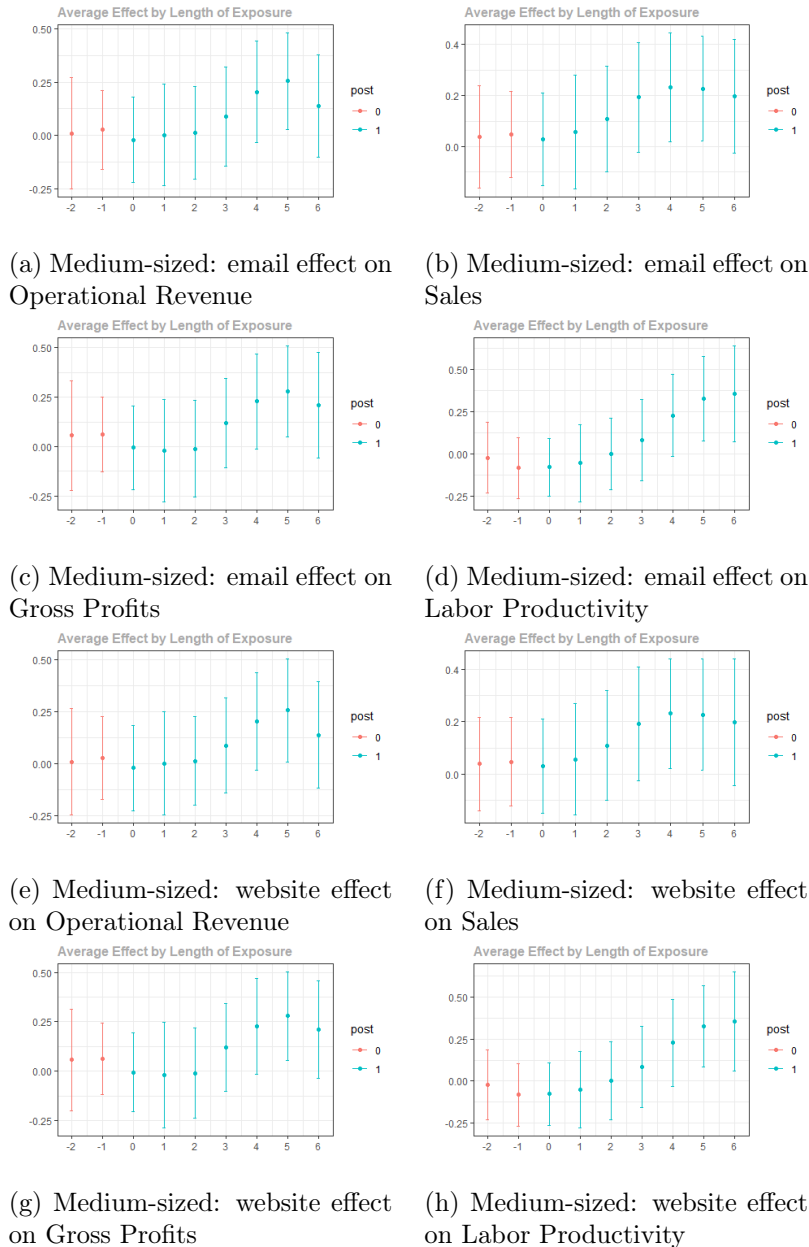 Average Effect by Length of Exposure
0.50
0.25
0.00
-0.25
-2 -1 0 1 2 3 4 5 6
post
0
1
(a) Medium-sized: email effect on
Operational Revenue
Average Effect by Length of Exposure
0.4
0.2
0.0
-2 -1 0 1 2 3 4 5 6
post
0
1
(b) Medium-sized: email effect on
Sales
Average Effect by Length of Exposure
0.50
0.25
0.00
-0.25
-2 -1 0 1 2 3 4 5 6
post
0
1
(c) Medium-sized: email effect on
Gross Profits
Average Effect by Length of Exposure
0.50
0.25
0.00
-0.25
-2 -1 0 1 2 3 4 5 6
post
0
1
(d) Medium-sized: email effect on
Labor Productivity
Average Effect by Length of Exposure
0.50
0.25
0.00
-0.25
-2 -1 0 1 2 3 4 5 6
post
0
1
(e) Medium-sized: website effect
on Operational Revenue
Average Effect by Length of Exposure
0.4
0.2
0.0
-2 -1 0 1 2 3 4 5 6
post
0
1
(f) Medium-sized: website effect
on Sales
Average Effect by Length of Exposure
0.50
0.25
0.00
-0.25
-2 -1 0 1 2 3 4 5 6
post
0
1
(g) Medium-sized: website effect
on Gross Profits
Average Effect by Length of Exposure
0.50
0.25
0.00
-0.25
-2 -1 0 1 2 3 4 5 6
post
0
1
(h) Medium-sized: website effect
on Labor Productivity